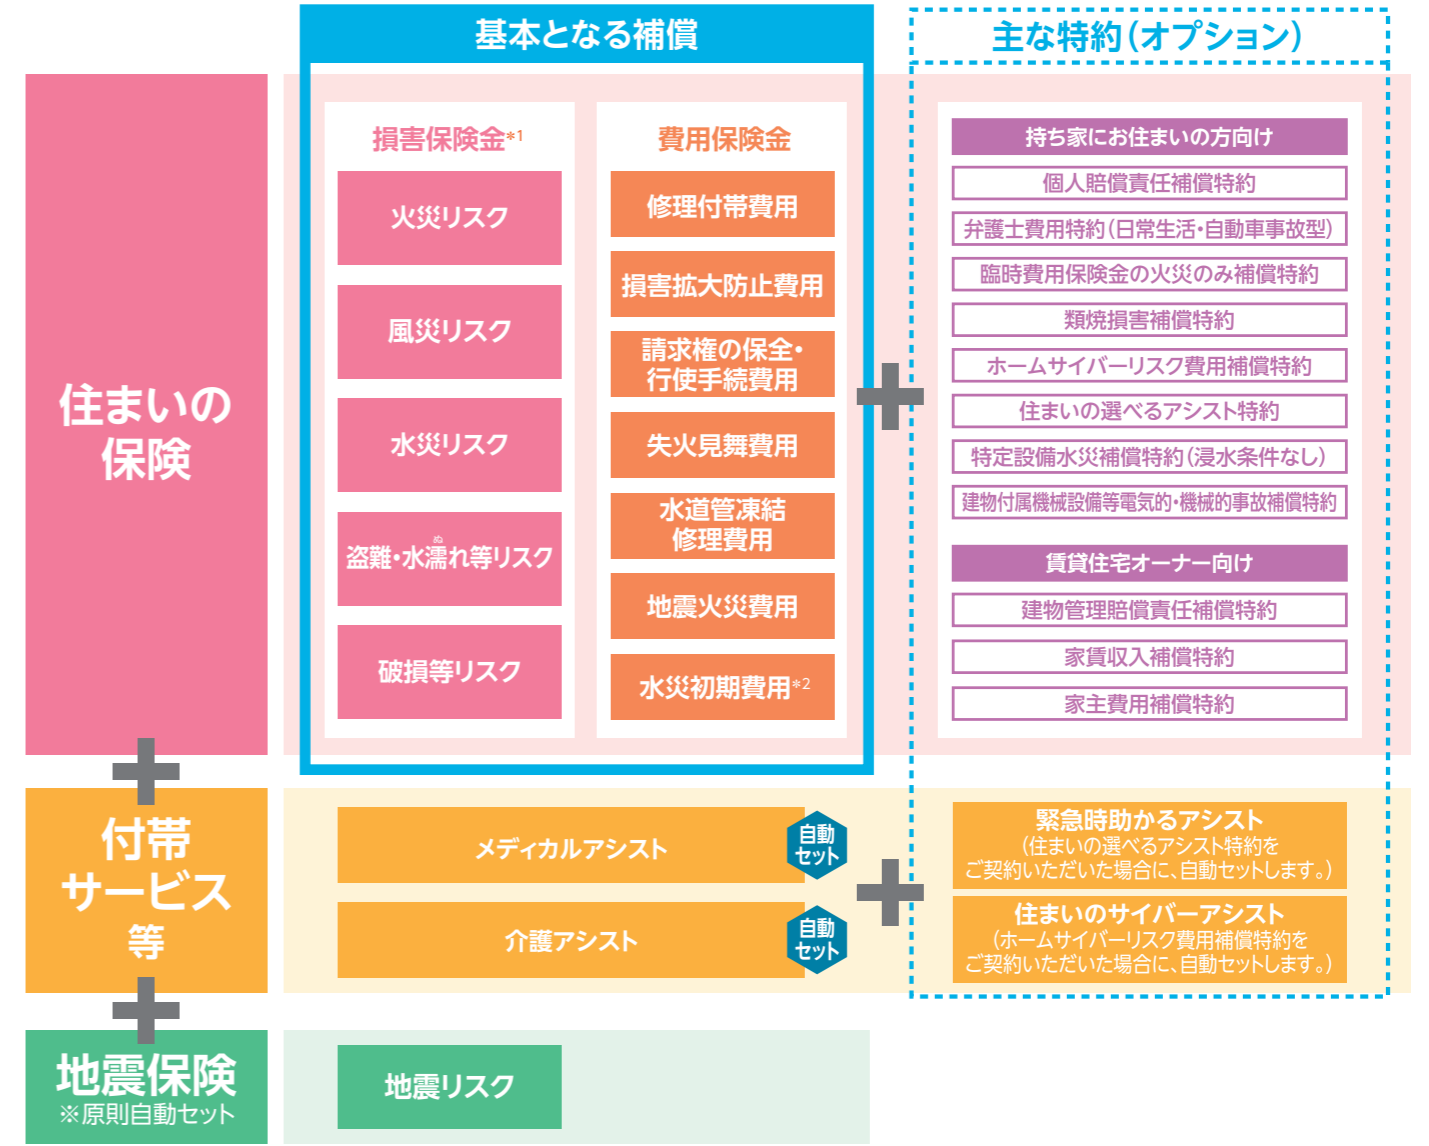 基本となる補償
主な特約(オプション)
住まいの
保険
損害保険金*1
火災リスク
風災リスク
水災リスク
ぬ
盗難・水濡れ等リスク
破損等リスク
費用保険金
修理付帯費用
損害拡大防止費用
請求権の保全・
行使手続費用
失火見舞費用
水道管凍結
修理費用
地震火災費用
水災初期費用*2
持ち家にお住まいの方向け
個人賠償責任補償特約
弁護士費用特約(日常生活・自動車事故型)
臨時費用保険金の火災のみ補償特約
類焼損害補償特約
ホームサイバーリスク費用補償特約
住まいの選べるアシスト特約
特定設備水災補償特約(浸水条件なし)
建物付属機械設備等電気的・機械的事故補償特約
賃貸住宅オーナー向け
建物管理賠償責任補償特約
家賃収入補償特約
家主費用補償特約
付帯
サービス
等
メディカルアシスト
自動
セット
介護アシスト
自動
セット
緊急時助かるアシスト
(住まいの選べるアシスト特約を
ご契約いただいた場合に、自動セットします。)
住まいのサイバーアシスト
(ホームサイバーリスク費用補償特約を
ご契約いただいた場合に、自動セットします。)
地震保険
※原則自動セット
地震リスク